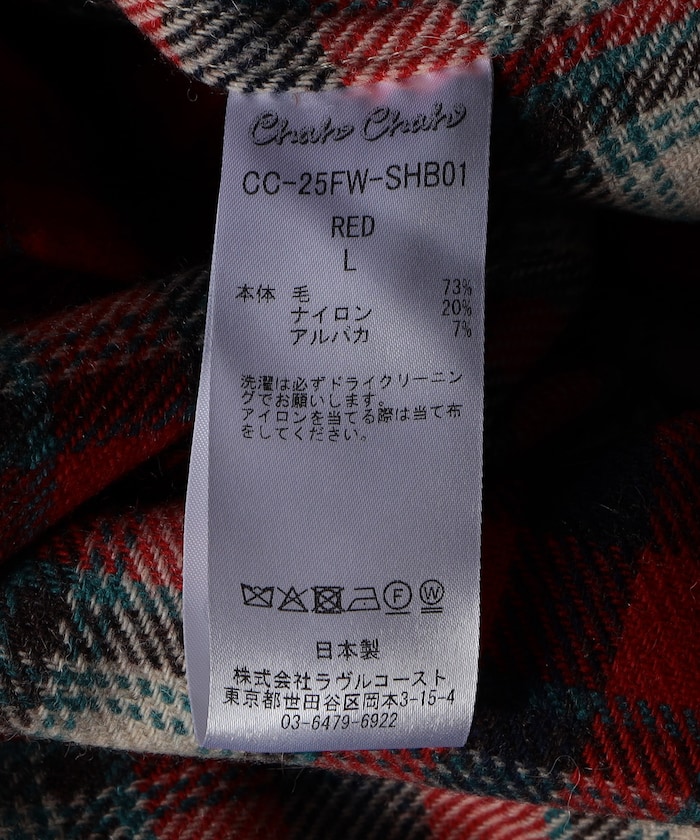 Chah Chah
CC-25FW-SHB01
RED
L
本体 毛 73%
ナイロン 20%
アルパカ 7%
洗濯は必ずドライクリーニン
グでお願いします。
アイロンを当てる際は当て布
をしてください。
F W
日本製
株式会社ラヴルコースト
東京都世田谷区岡本3-15-4
03-6479-6922